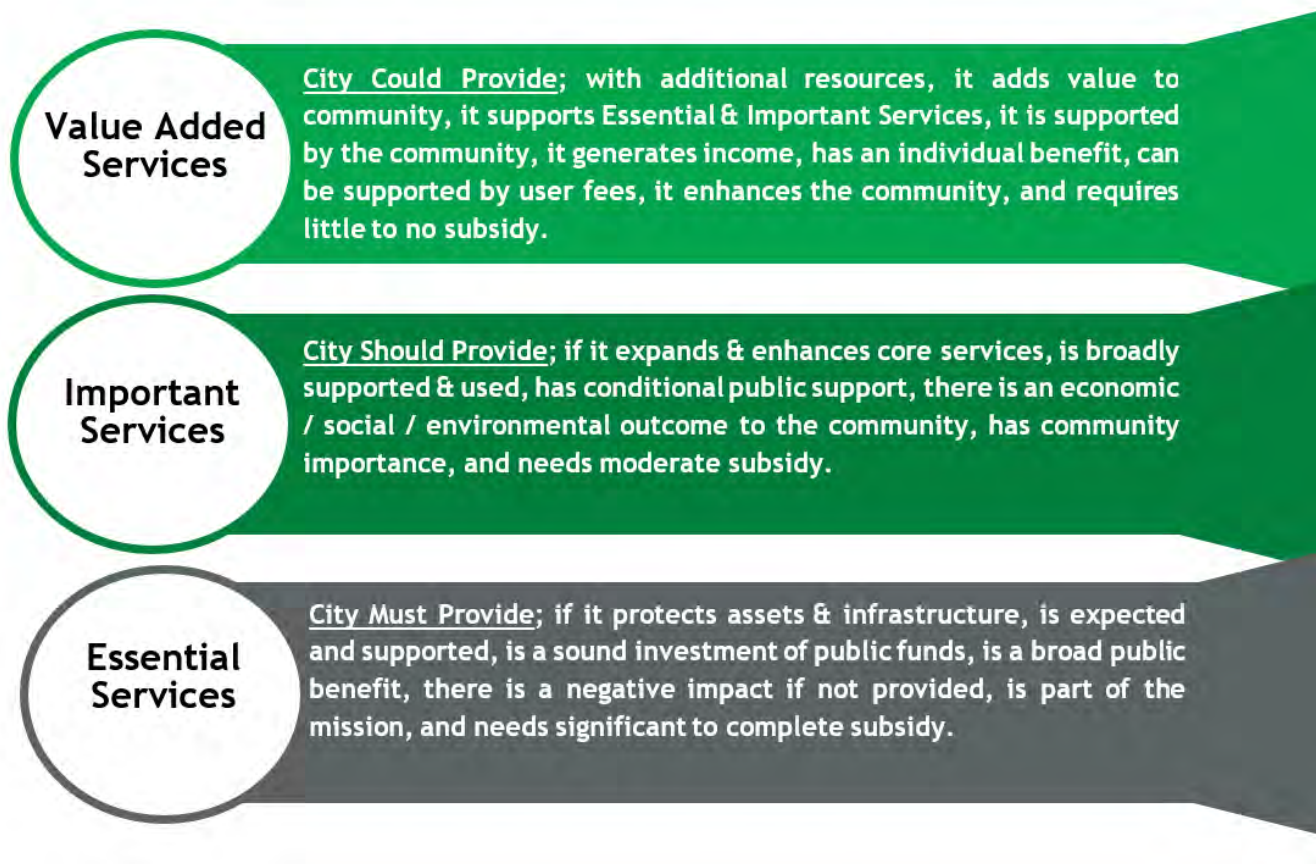 Value Added
Services
City Could Provide; with additional resources, it adds value to
community, it supports Essential & Important Services, it is supported
by the community, it generates income, has an individual benefit, can
be supported by user fees, it enhances the community, and requires
little to no subsidy.
Important
Services
City Should Provide; if it expands & enhances core services, is broadly
supported & used, has conditional public support, there is an economic
/ social / environmental outcome to the community, has community
importance, and needs moderate subsidy.
Essential
Services
City Must Provide; if it protects assets & infrastructure, is expected
and supported, is a sound investment of public funds, is a broad public
benefit, there is a negative impact if not provided, is part of the
mission, and needs significant to complete subsidy.